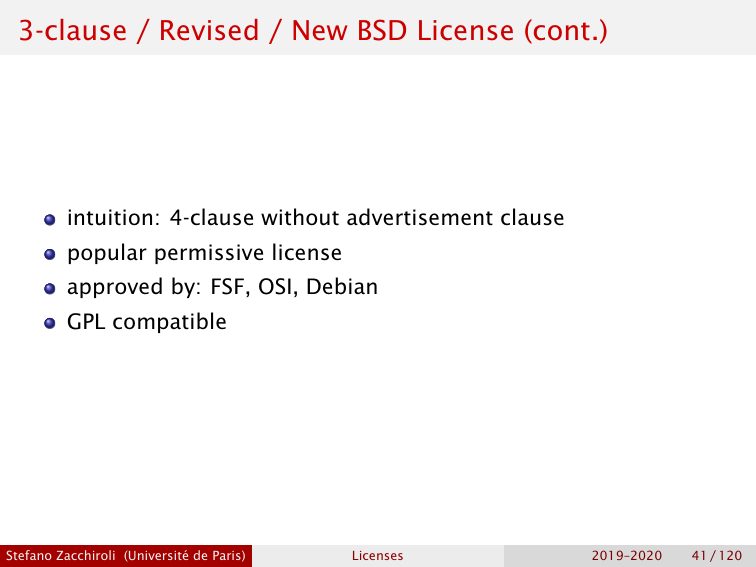 3-clause / Revised / New BSD License (cont.)
intuition: 4-clause without advertisement clause
popular permissive license
approved by: FSF, OSI, Debian
GPL compatible
Stefano Zacchiroli (Université de Paris) Licenses 2019–2020 41 / 120